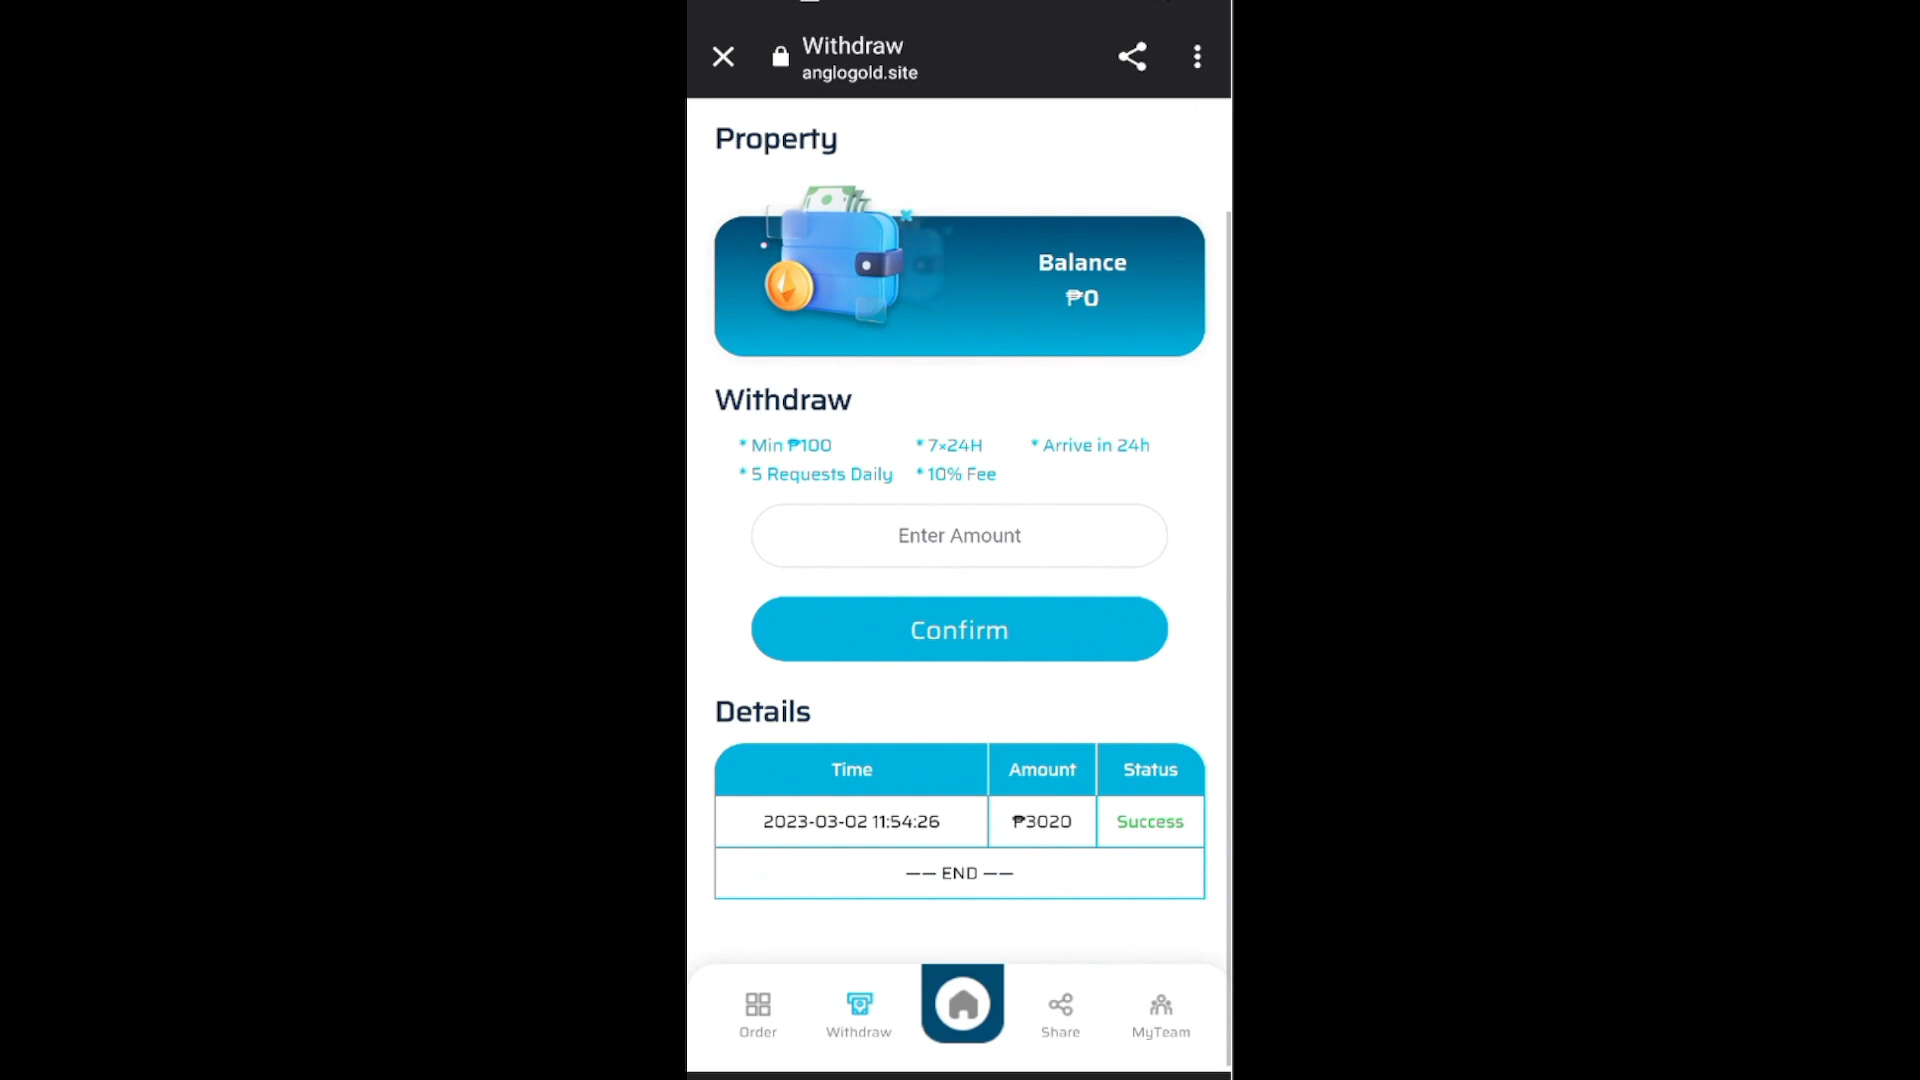 Withdraw
anglogold.site
Property
Balance
₱0
Withdraw
* Min ₱100 * 7×24H * Arrive in 24h
* 5 Requests Daily * 10% Fee
Enter Amount
Confirm
Details
Time Amount Status
2023-03-02 11:54:26 ₱3020 Success
—— END ——
Order Withdraw Share MyTeam